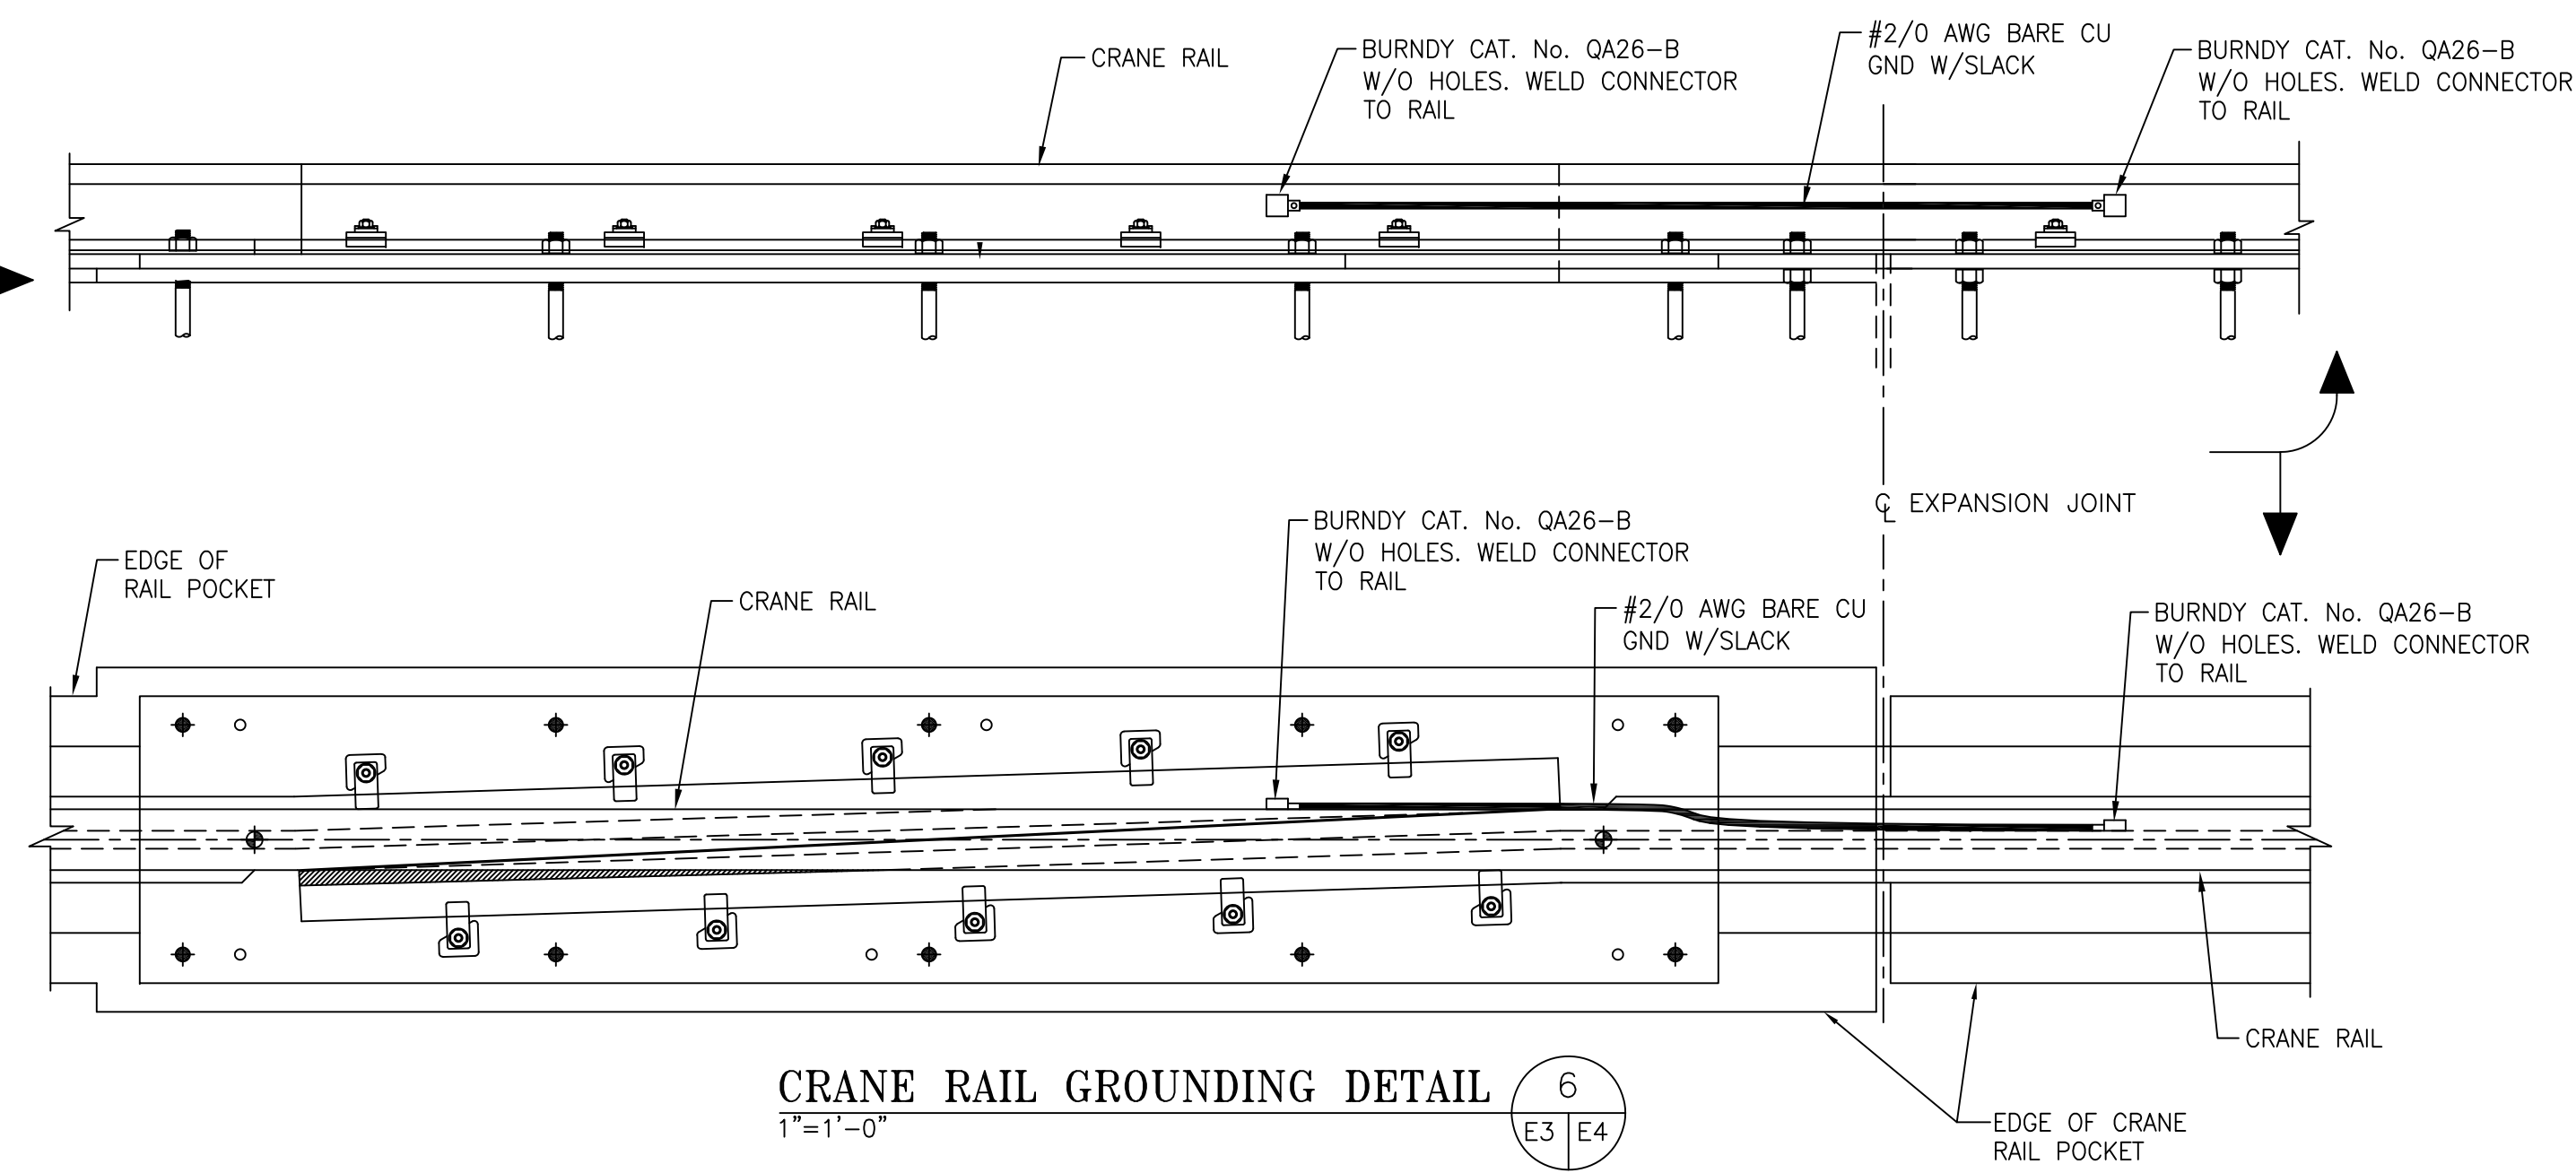 CRANE RAIL
BURNDY CAT. No. QA26-B
W/O HOLES. WELD CONNECTOR
TO RAIL
#2/0 AWG BARE CU
GND W/SLACK
BURNDY CAT. No. QA26-B
W/O HOLES. WELD CONNECTOR
TO RAIL
℄ EXPANSION JOINT
EDGE OF
RAIL POCKET
CRANE RAIL
BURNDY CAT. No. QA26-B
W/O HOLES. WELD CONNECTOR
TO RAIL
#2/0 AWG BARE CU
GND W/SLACK
BURNDY CAT. No. QA26-B
W/O HOLES. WELD CONNECTOR
TO RAIL
CRANE RAIL
EDGE OF CRANE
RAIL POCKET
CRANE RAIL GROUNDING DETAIL
1"=1'-0"
6
E3 E4